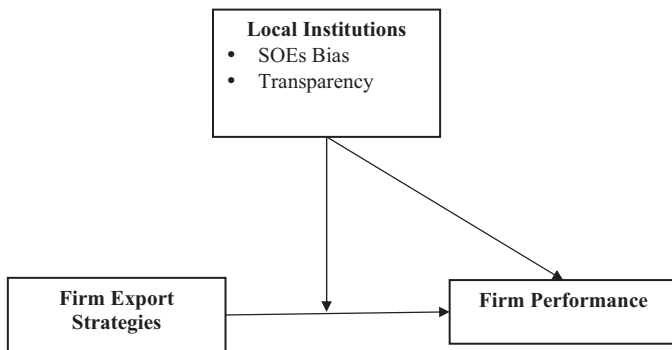 Local Institutions
• SOEs Bias
• Transparency
Firm Export
Strategies
Firm Performance